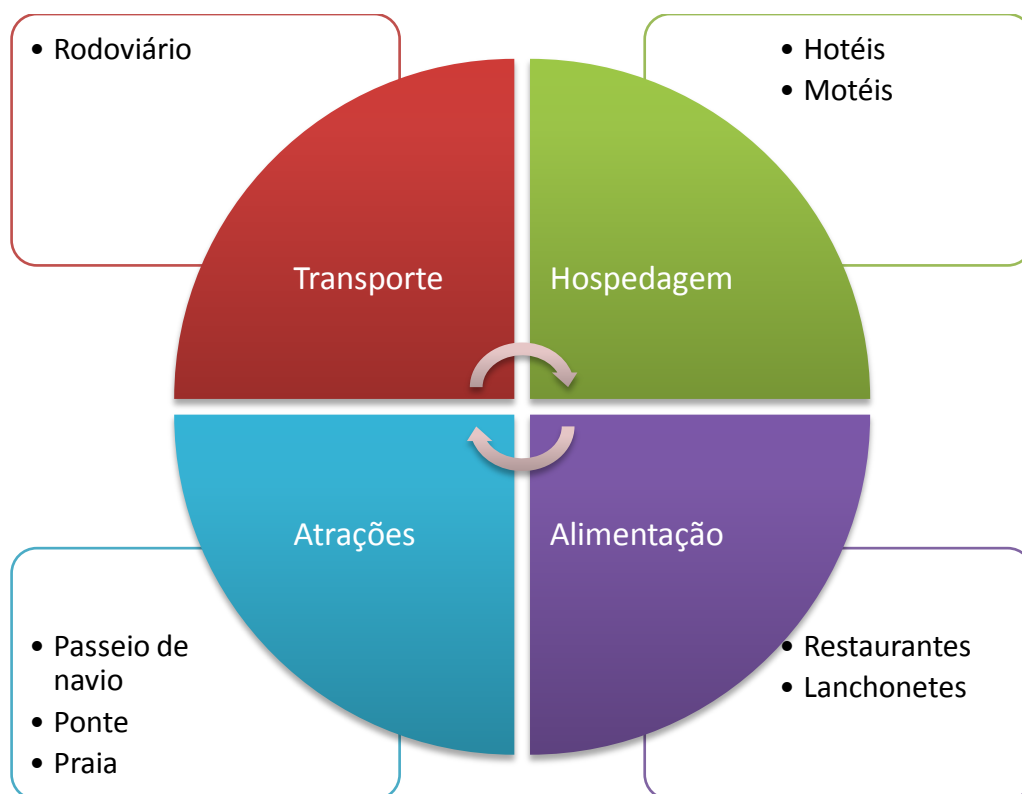 • Rodoviário
• Hotéis
• Motéis
Transporte
Hospedagem
Atrações
Alimentação
• Passeio de
navio
• Ponte
• Praia
• Restaurantes
• Lanchonetes